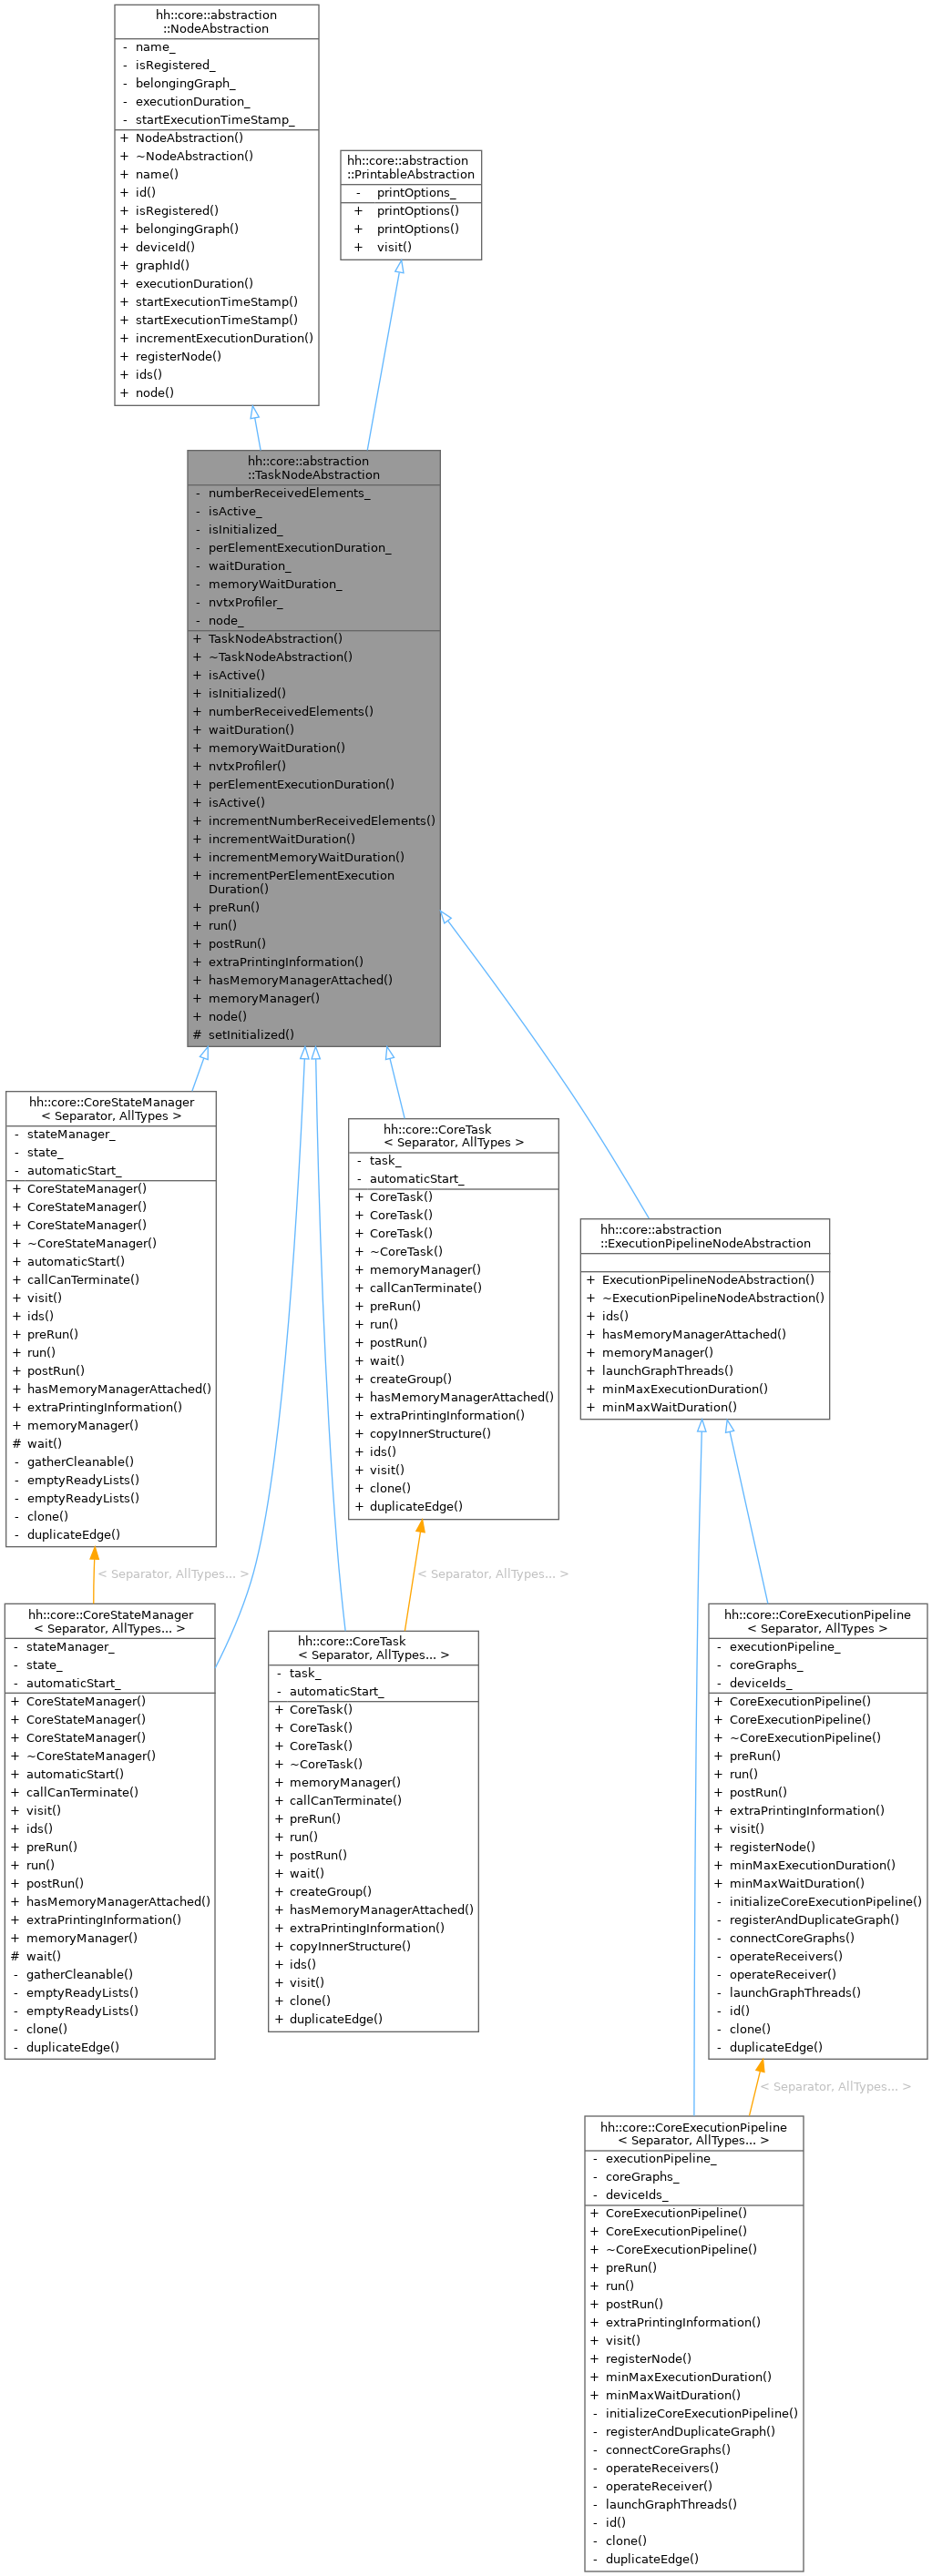 hh::core::abstraction
::NodeAbstraction
- name_
- isRegistered_
- belongingGraph_
- executionDuration_
- startExecutionTimeStamp_
+ NodeAbstraction()
+ ~NodeAbstraction()
+ name()
+ id()
+ isRegistered()
+ belongingGraph()
+ deviceId()
+ graphId()
+ executionDuration()
+ startExecutionTimeStamp()
+ startExecutionTimeStamp()
+ incrementExecutionDuration()
+ registerNode()
+ ids()
+ node()
hh::core::abstraction
::PrintableAbstraction
- printOptions_
+ printOptions()
+ printOptions()
+ visit()
hh::core::abstraction
::TaskNodeAbstraction
- numberReceivedElements_
- isActive_
- isInitialized_
- perElementExecutionDuration_
- waitDuration_
- memoryWaitDuration_
- nvtxProfiler_
- node_
+ TaskNodeAbstraction()
+ ~TaskNodeAbstraction()
+ isActive()
+ isInitialized()
+ numberReceivedElements()
+ waitDuration()
+ memoryWaitDuration()
+ nvtxProfiler()
+ perElementExecutionDuration()
+ isActive()
+ incrementNumberReceivedElements()
+ incrementWaitDuration()
+ incrementMemoryWaitDuration()
+ incrementPerElementExecution
Duration()
+ preRun()
+ run()
+ postRun()
+ extraPrintingInformation()
+ hasMemoryManagerAttached()
+ memoryManager()
+ node()
# setInitialized()
hh::core::CoreStateManager
< Separator, AllTypes >
- stateManager_
- state_
- automaticStart_
+ CoreStateManager()
+ CoreStateManager()
+ CoreStateManager()
+ ~CoreStateManager()
+ automaticStart()
+ callCanTerminate()
+ visit()
+ ids()
+ preRun()
+ run()
+ postRun()
+ hasMemoryManagerAttached()
+ extraPrintingInformation()
+ memoryManager()
# wait()
- gatherCleanable()
- emptyReadyLists()
- emptyReadyLists()
- clone()
- duplicateEdge()
hh::core::CoreTask
< Separator, AllTypes >
- task_
- automaticStart_
+ CoreTask()
+ CoreTask()
+ CoreTask()
+ ~CoreTask()
+ memoryManager()
+ callCanTerminate()
+ preRun()
+ run()
+ postRun()
+ wait()
+ createGroup()
+ hasMemoryManagerAttached()
+ extraPrintingInformation()
+ copyInnerStructure()
+ ids()
+ visit()
+ clone()
+ duplicateEdge()
hh::core::abstraction
::ExecutionPipelineNodeAbstraction
+ ExecutionPipelineNodeAbstraction()
+ ~ExecutionPipelineNodeAbstraction()
+ ids()
+ hasMemoryManagerAttached()
+ memoryManager()
+ launchGraphThreads()
+ minMaxExecutionDuration()
+ minMaxWaitDuration()
< Separator, AllTypes... >
< Separator, AllTypes... >
hh::core::CoreStateManager
< Separator, AllTypes... >
- stateManager_
- state_
- automaticStart_
+ CoreStateManager()
+ CoreStateManager()
+ CoreStateManager()
+ ~CoreStateManager()
+ automaticStart()
+ callCanTerminate()
+ visit()
+ ids()
+ preRun()
+ run()
+ postRun()
+ hasMemoryManagerAttached()
+ extraPrintingInformation()
+ memoryManager()
# wait()
- gatherCleanable()
- emptyReadyLists()
- emptyReadyLists()
- clone()
- duplicateEdge()
hh::core::CoreTask
< Separator, AllTypes... >
- task_
- automaticStart_
+ CoreTask()
+ CoreTask()
+ CoreTask()
+ ~CoreTask()
+ memoryManager()
+ callCanTerminate()
+ preRun()
+ run()
+ postRun()
+ wait()
+ createGroup()
+ hasMemoryManagerAttached()
+ extraPrintingInformation()
+ copyInnerStructure()
+ ids()
+ visit()
+ clone()
+ duplicateEdge()
hh::core::CoreExecutionPipeline
< Separator, AllTypes >
- executionPipeline_
- coreGraphs_
- deviceIds_
+ CoreExecutionPipeline()
+ CoreExecutionPipeline()
+ ~CoreExecutionPipeline()
+ preRun()
+ run()
+ postRun()
+ extraPrintingInformation()
+ visit()
+ registerNode()
+ minMaxExecutionDuration()
+ minMaxWaitDuration()
- initializeCoreExecutionPipeline()
- registerAndDuplicateGraph()
- connectCoreGraphs()
- operateReceivers()
- operateReceiver()
- launchGraphThreads()
- id()
- clone()
- duplicateEdge()
< Separator, AllTypes... >
hh::core::CoreExecutionPipeline
< Separator, AllTypes... >
- executionPipeline_
- coreGraphs_
- deviceIds_
+ CoreExecutionPipeline()
+ CoreExecutionPipeline()
+ ~CoreExecutionPipeline()
+ preRun()
+ run()
+ postRun()
+ extraPrintingInformation()
+ visit()
+ registerNode()
+ minMaxExecutionDuration()
+ minMaxWaitDuration()
- initializeCoreExecutionPipeline()
- registerAndDuplicateGraph()
- connectCoreGraphs()
- operateReceivers()
- operateReceiver()
- launchGraphThreads()
- id()
- clone()
- duplicateEdge()